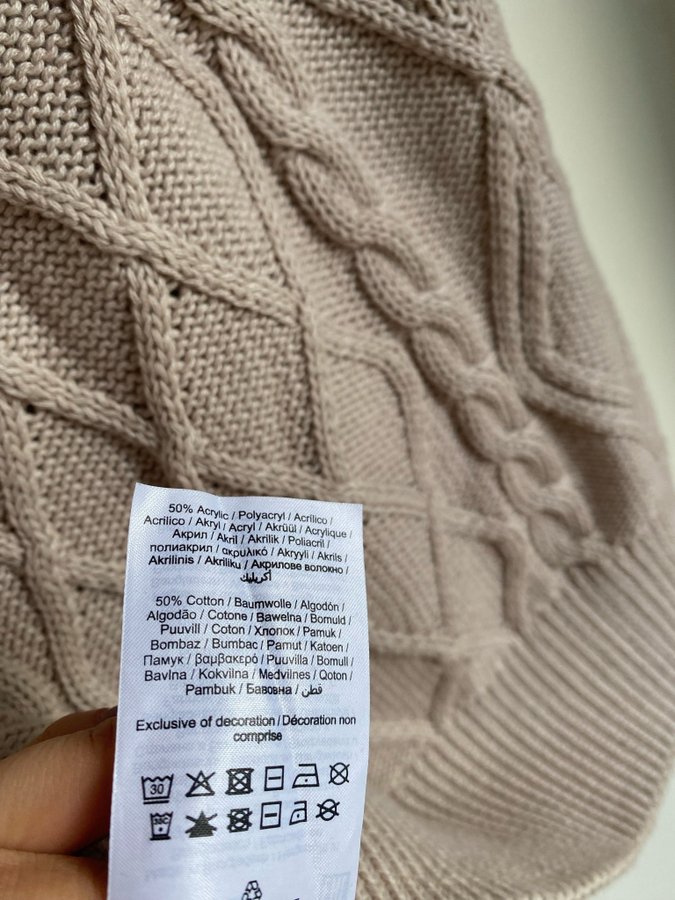 50% Acrylic / Polyacryl / Acrílico /
Acrilico / Akryl / Acryl / Akrüül / Acrylique /
Акрил / Akril / Akrilik / Poliacril /
полиакрил / ακρυλικό / Akryyli / Akrils /
Akrilinis / Akriliku / Акрилове волокно /
أكريليك
50% Cotton / Baumwolle / Algodón /
Algodão / Cotone / Bawełna / Bomuld /
Puuvill / Coton / Хлопок / Pamuk /
Bombaz / Bumbac / Pamut / Katoen /
Памук / βαμβακερό / Puuvilla / Bomull /
Bavlna / Kokvilna / Medvilnes / Qoton /
Pambuk / Бавовна / قطن
Exclusive of decoration / Décoration non
comprise
30